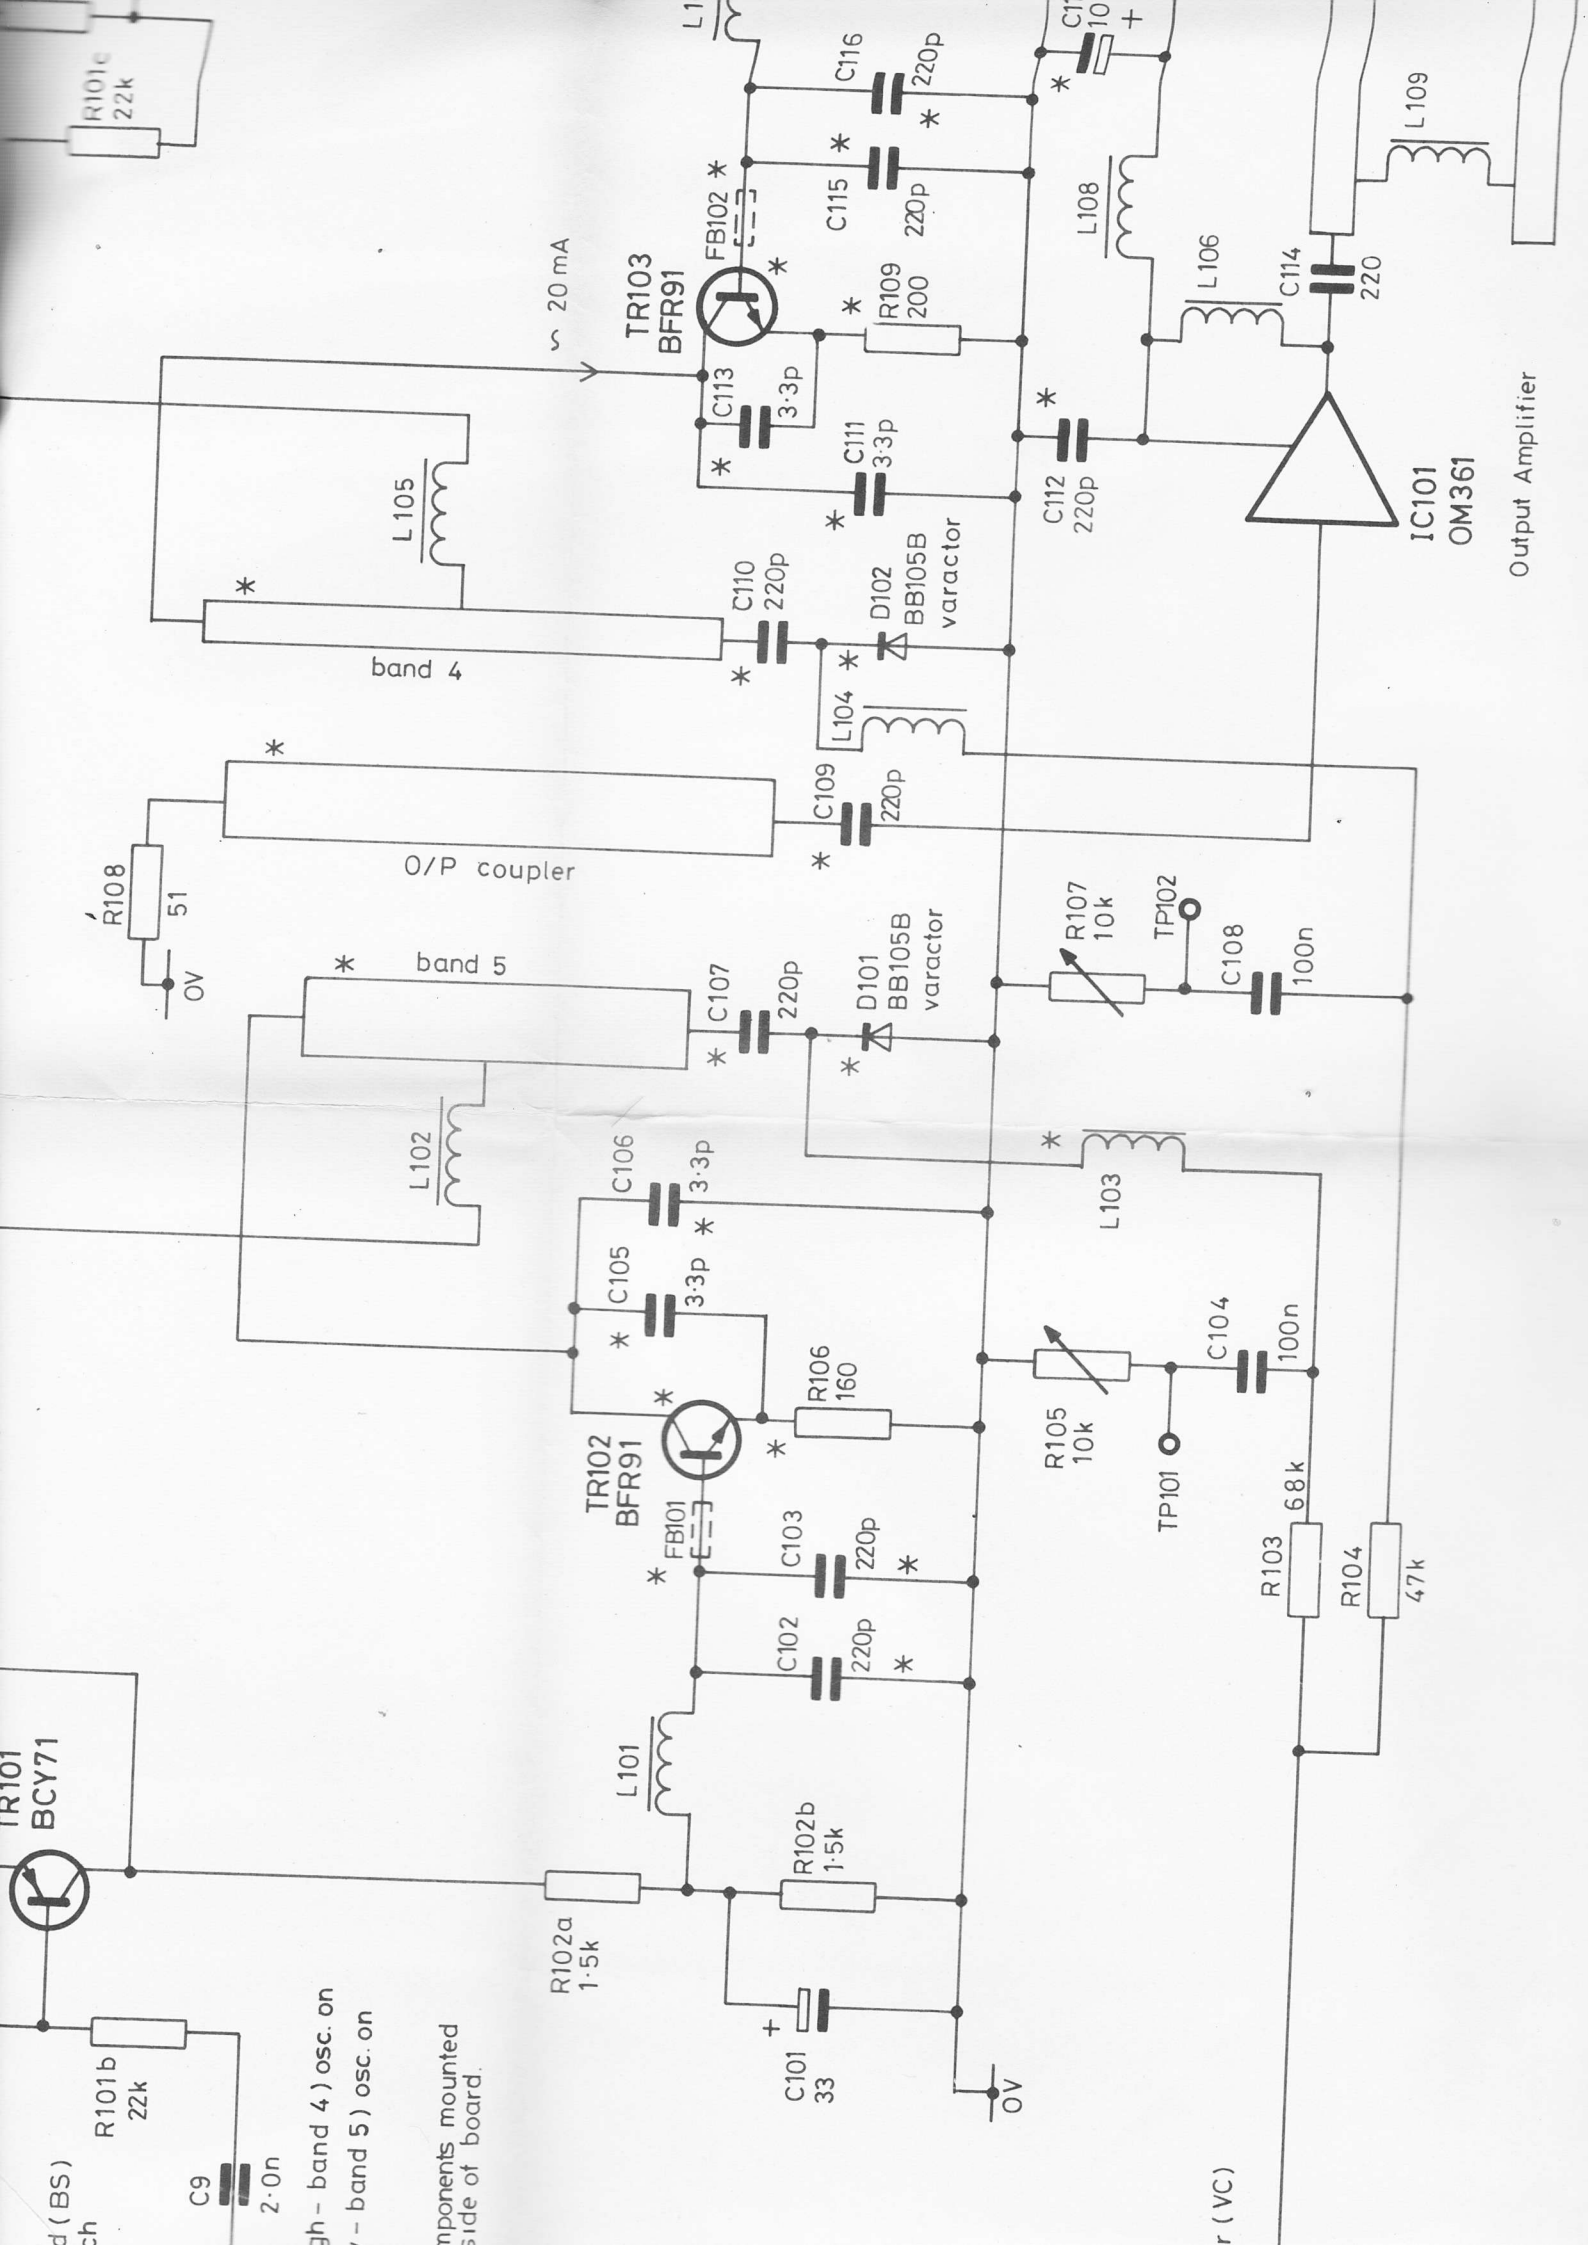 R101c
22k
C116
220p
*
C115
*
220p
FB102 *
*
+
*
L109
L108
L106
C114
220
TR103
BFR91
*
R109
200
~ 20 mA
C113
3·3p
*
C111
3·3p
*
*
C112
220p
IC101
OM361
Output Amplifier
L105
*
band 4
C110
220p
*
D102
BB105B
varactor
*
L104
*
O/P coupler
C109
220p
*
R108
51
0V
*
band 5
C107
220p
*
D101
BB105B
varactor
*
R107
10k
TP102
C108
100n
L102
C106
3·3p
*
C105
3·3p
*
*
L103
TR102
BFR91
*
R106
160
*
R105
10k
TP101
C104
100n
FB101
*
C103
220p
*
C102
220p
*
R103
68k
R104
47k
L101
TR101
BCY71
R102a
1·5k
R102b
1·5k
+
C101
33
0V
R101b
22k
C9
2·0n
– band 4 ) osc. on
– band 5 ) osc. on
mounted
side of board.
(BS)
(VC)